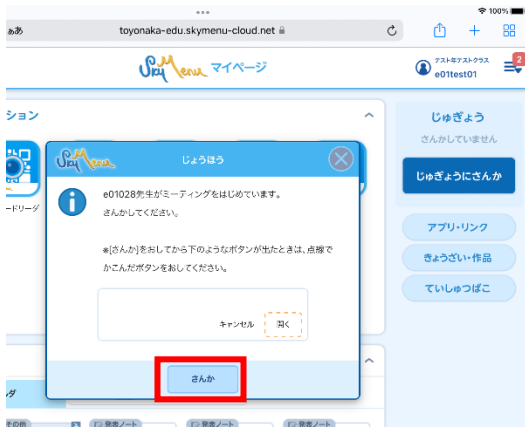 100%
ぁあ
toyonaka-edu.skymenu-cloud.net
SkyMenu マイページ
テスト年テストクラス
e01test01
2
ション
じゅぎょう
さんかしていません
じゅぎょうにさんか
アプリ・リンク
きょうざい・作品
ていしゅつばこ
ードリーダ
SkyMenu じょうほう
e01028先生がミーティングをはじめています。
さんかしてください。
※[さんか]をおしてから下のようなボタンが出たときは、点線で
かこんだボタンをおしてください。
キャンセル 開く
さんか
ルダ
その他 発表ノート 発表ノート 発表ノート